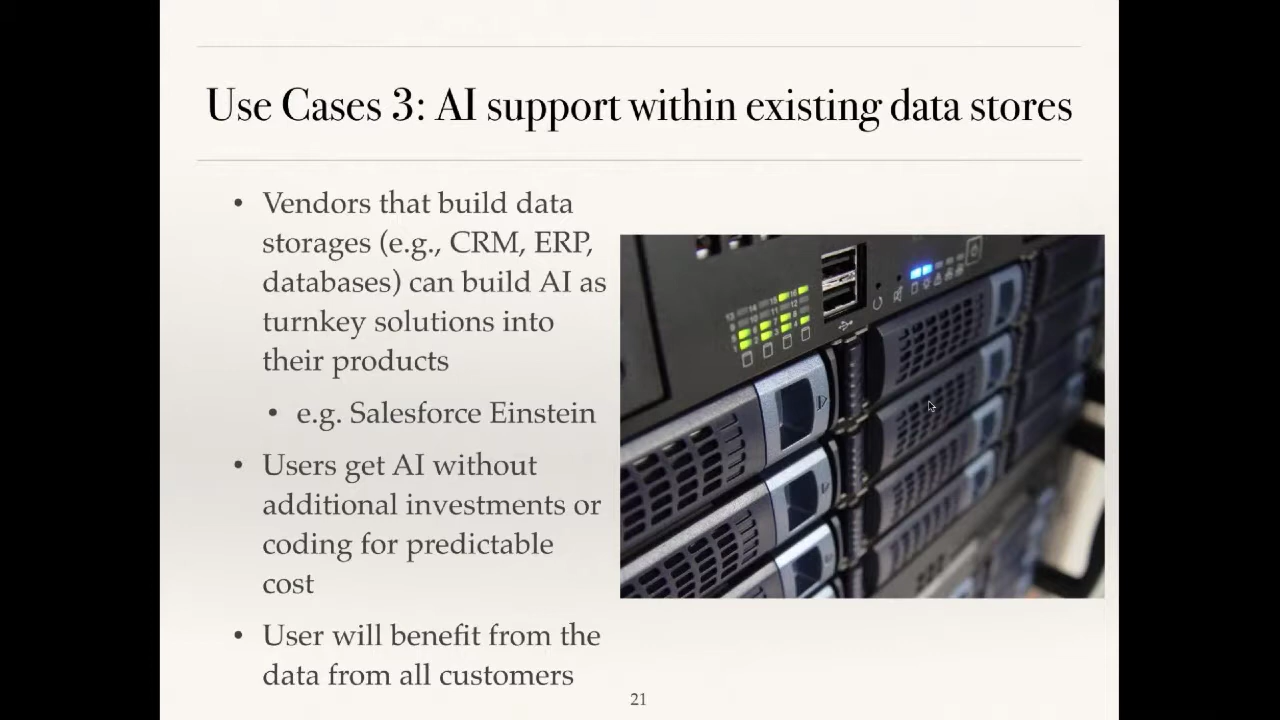 Use Cases 3: AI support within existing data stores
• Vendors that build data
storages (e.g., CRM, ERP,
databases) can build AI as
turnkey solutions into
their products
• e.g. Salesforce Einstein
• Users get AI without
additional investments or
coding for predictable
cost
• User will benefit from the
data from all customers
21